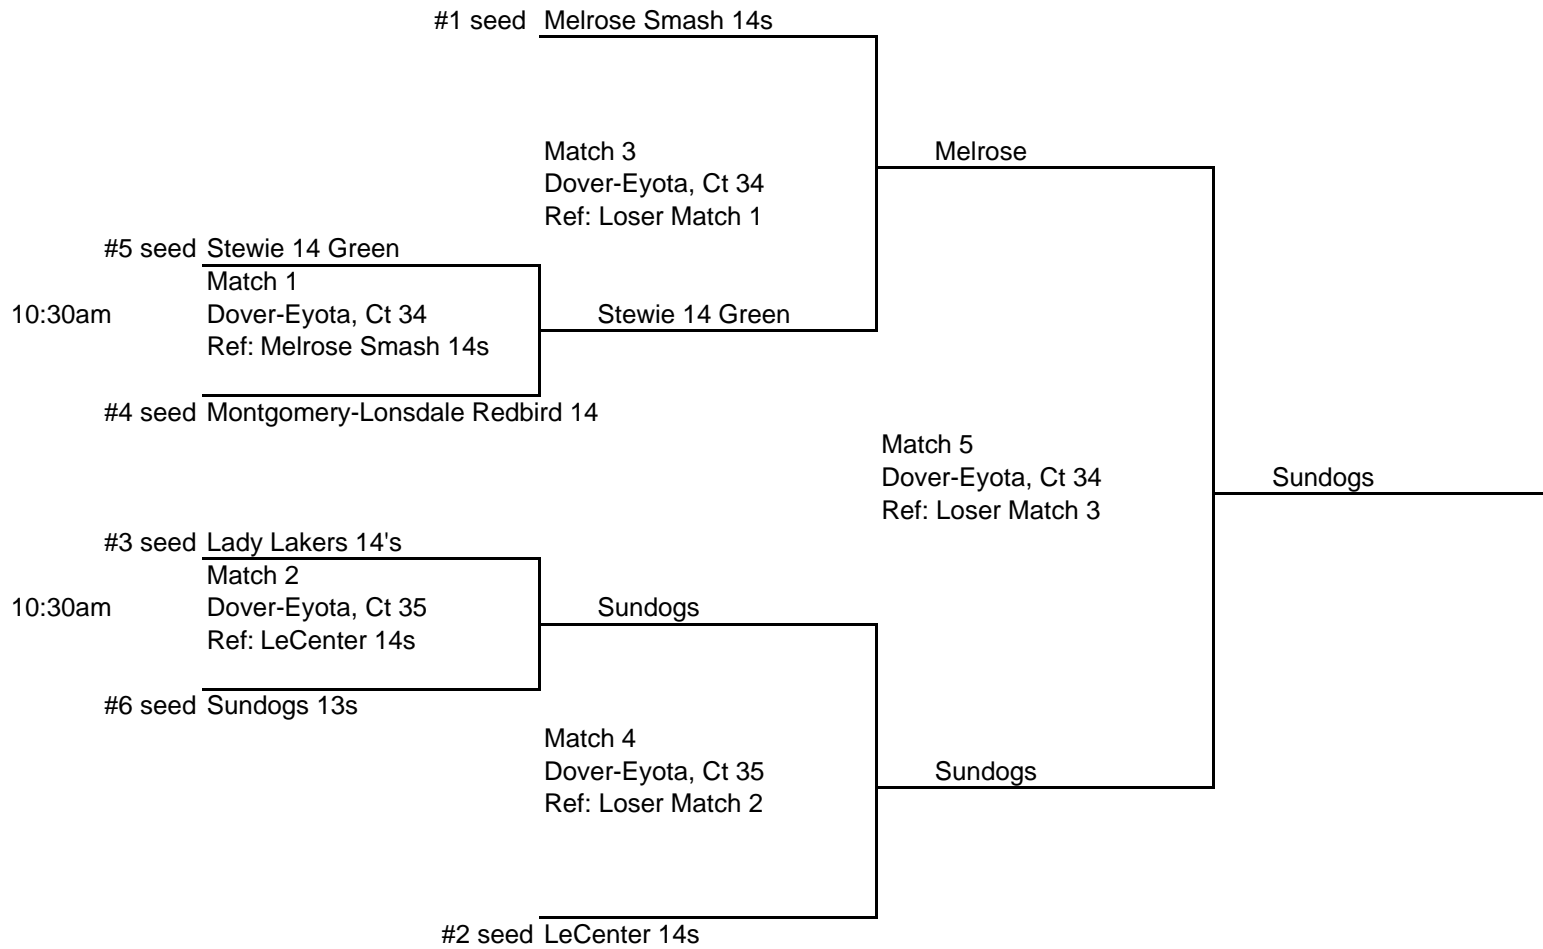 #1 seed Melrose Smash 14s
Match 3
Dover-Eyota, Ct 34
Ref: Loser Match 1
Melrose
#5 seed Stewie 14 Green
Match 1
10:30am Dover-Eyota, Ct 34
Ref: Melrose Smash 14s
Stewie 14 Green
#4 seed Montgomery-Lonsdale Redbird 14
Match 5
Dover-Eyota, Ct 34
Ref: Loser Match 3
Sundogs
#3 seed Lady Lakers 14's
Match 2
10:30am Dover-Eyota, Ct 35
Ref: LeCenter 14s
Sundogs
#6 seed Sundogs 13s
Match 4
Dover-Eyota, Ct 35
Ref: Loser Match 2
Sundogs
#2 seed LeCenter 14s